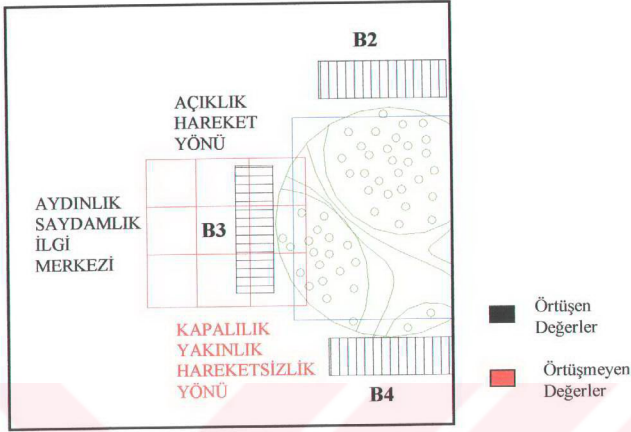 B2
AÇIKLIK
HAREKET
YÖNÜ
AYDINLIK
SAYDAMLIK
İLGİ
MERKEZİ
B3
KAPALILIK
YAKINLIK
HAREKETSİZLİK
YÖNÜ
B4
Örtüşen
Değerler
Örtüşmeyen
Değerler